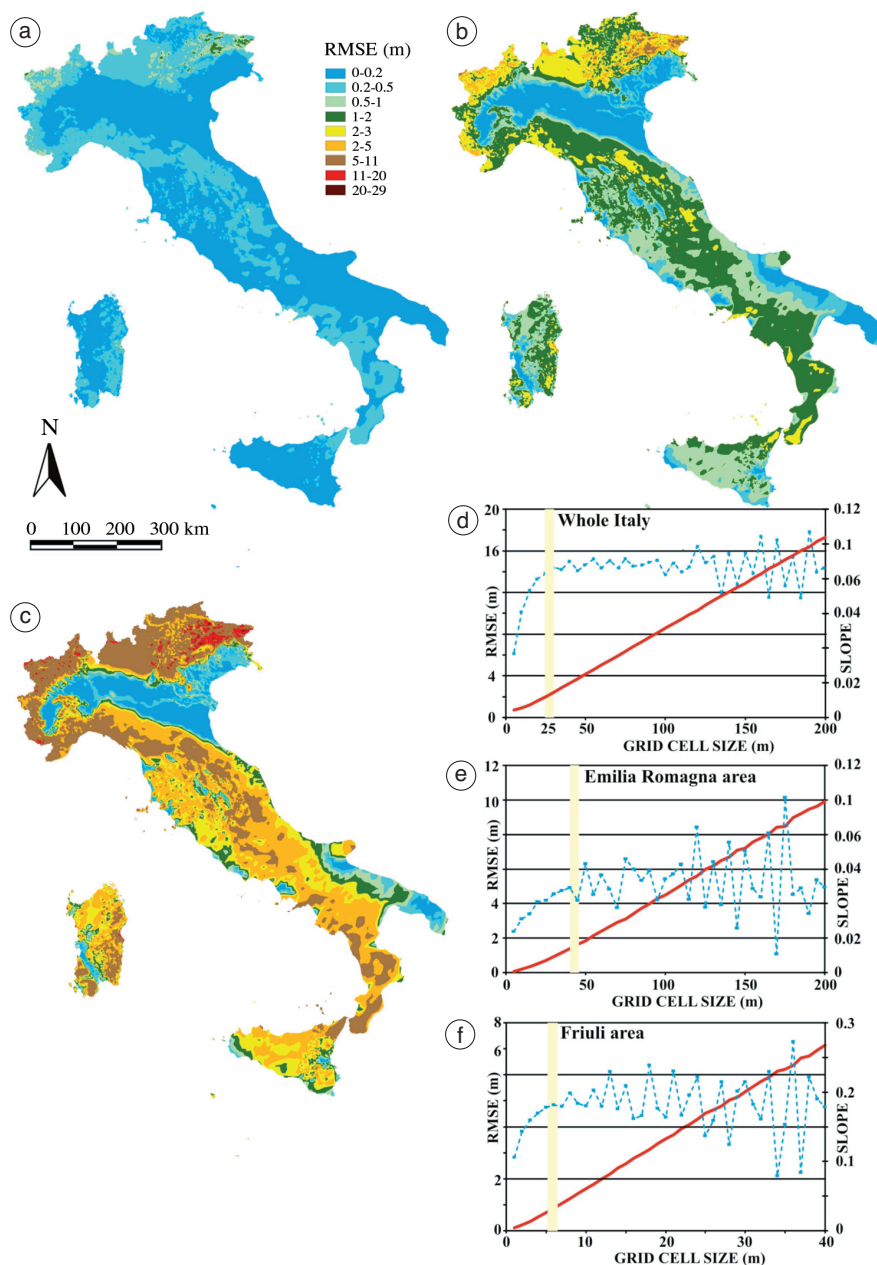 a
RMSE (m)
0-0.2
0.2-0.5
0.5-1
1-2
2-3
2-5
5-11
11-20
20-29
N
0 100 200 300 km
b
c
d
Whole Italy
20
16
4
0
RMSE (m)
0.12
0.1
0.06
0.04
0.02
0
SLOPE
0 25 50 100 150 200
GRID CELL SIZE (m)
e
Emilia Romagna area
12
10
4
2
0
RMSE (m)
0.12
0.1
0.06
0.04
0.02
0
SLOPE
0 50 100 150 200
GRID CELL SIZE (m)
f
Friuli area
8
6
2
0
RMSE (m)
0.3
0.2
0.1
0
SLOPE
0 10 20 30 40
GRID CELL SIZE (m)